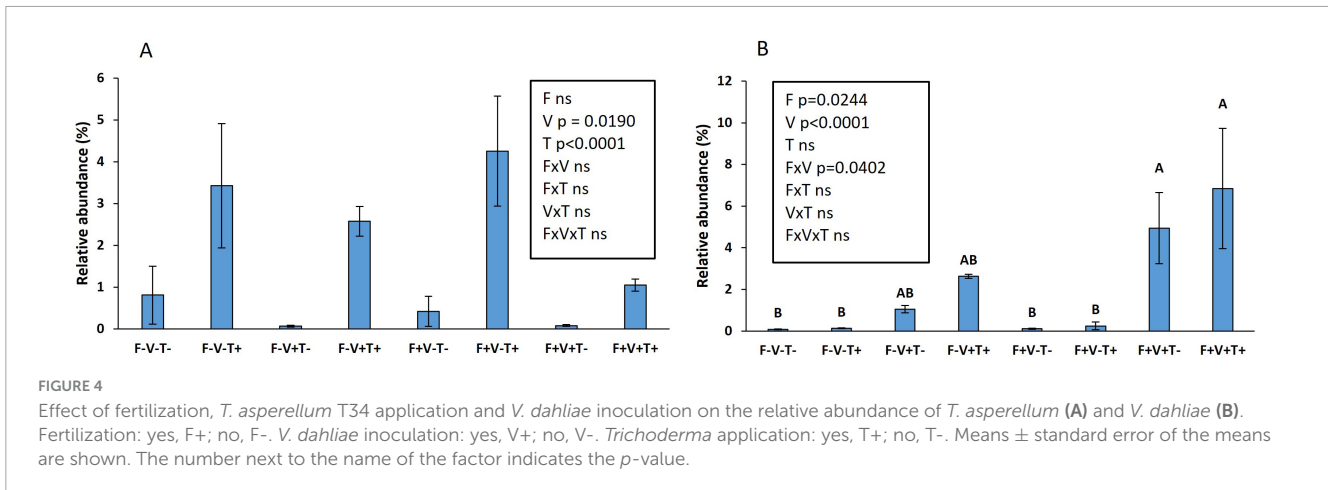 A
Relative abundance (%)
6
5
4
3
2
1
0
F ns
V p = 0.0190
T p<0.0001
FxV ns
FxT ns
VxT ns
FxVxT ns
F-V-T- F-V-T+ F-V+T- F-V+T+ F+V-T- F+V-T+ F+V+T- F+V+T+
B
Relative abundance (%)
12
10
8
6
4
2
0
F p=0.0244
V p<0.0001
T ns
FxV p=0.0402
FxT ns
VxT ns
FxVxT ns
B B AB AB B B A A
F-V-T- F-V-T+ F-V+T- F-V+T+ F+V-T- F+V-T+ F+V+T- F+V+T+
FIGURE 4
Effect of fertilization, T. asperellum T34 application and V. dahliae inoculation on the relative abundance of T. asperellum (A) and V. dahliae (B).
Fertilization: yes, F+; no, F-. V. dahliae inoculation: yes, V+; no, V-. Trichoderma application: yes, T+; no, T-. Means ± standard error of the means
are shown. The number next to the name of the factor indicates the p-value.